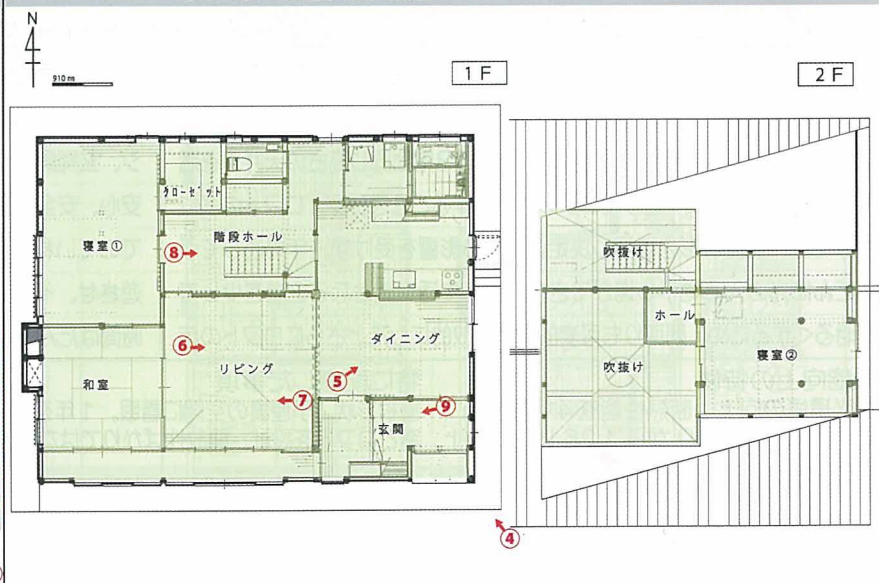 N
910 m
1F
2F
クローゼット
寝室①
⑧
階段ホール
吹抜け
ホール
⑥
リビング
ダイニング
寝室②
和室
⑤
吹抜け
⑦
⑨
玄関
④